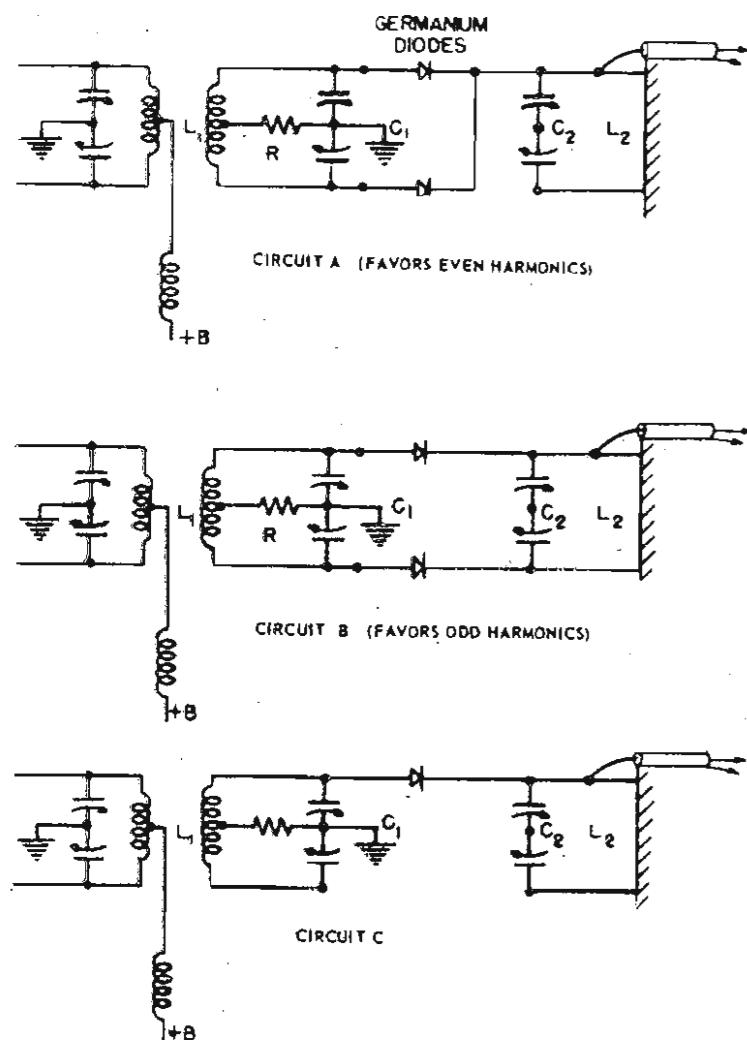 GERMANIUM
DIODES
L1 R C1 C2 L2
CIRCUIT A (FAVORS EVEN HARMONICS)
+B
L1 R C1 C2 L2
CIRCUIT B (FAVORS ODD HARMONICS)
+B
L1 C1 C2 L2
CIRCUIT C
+B